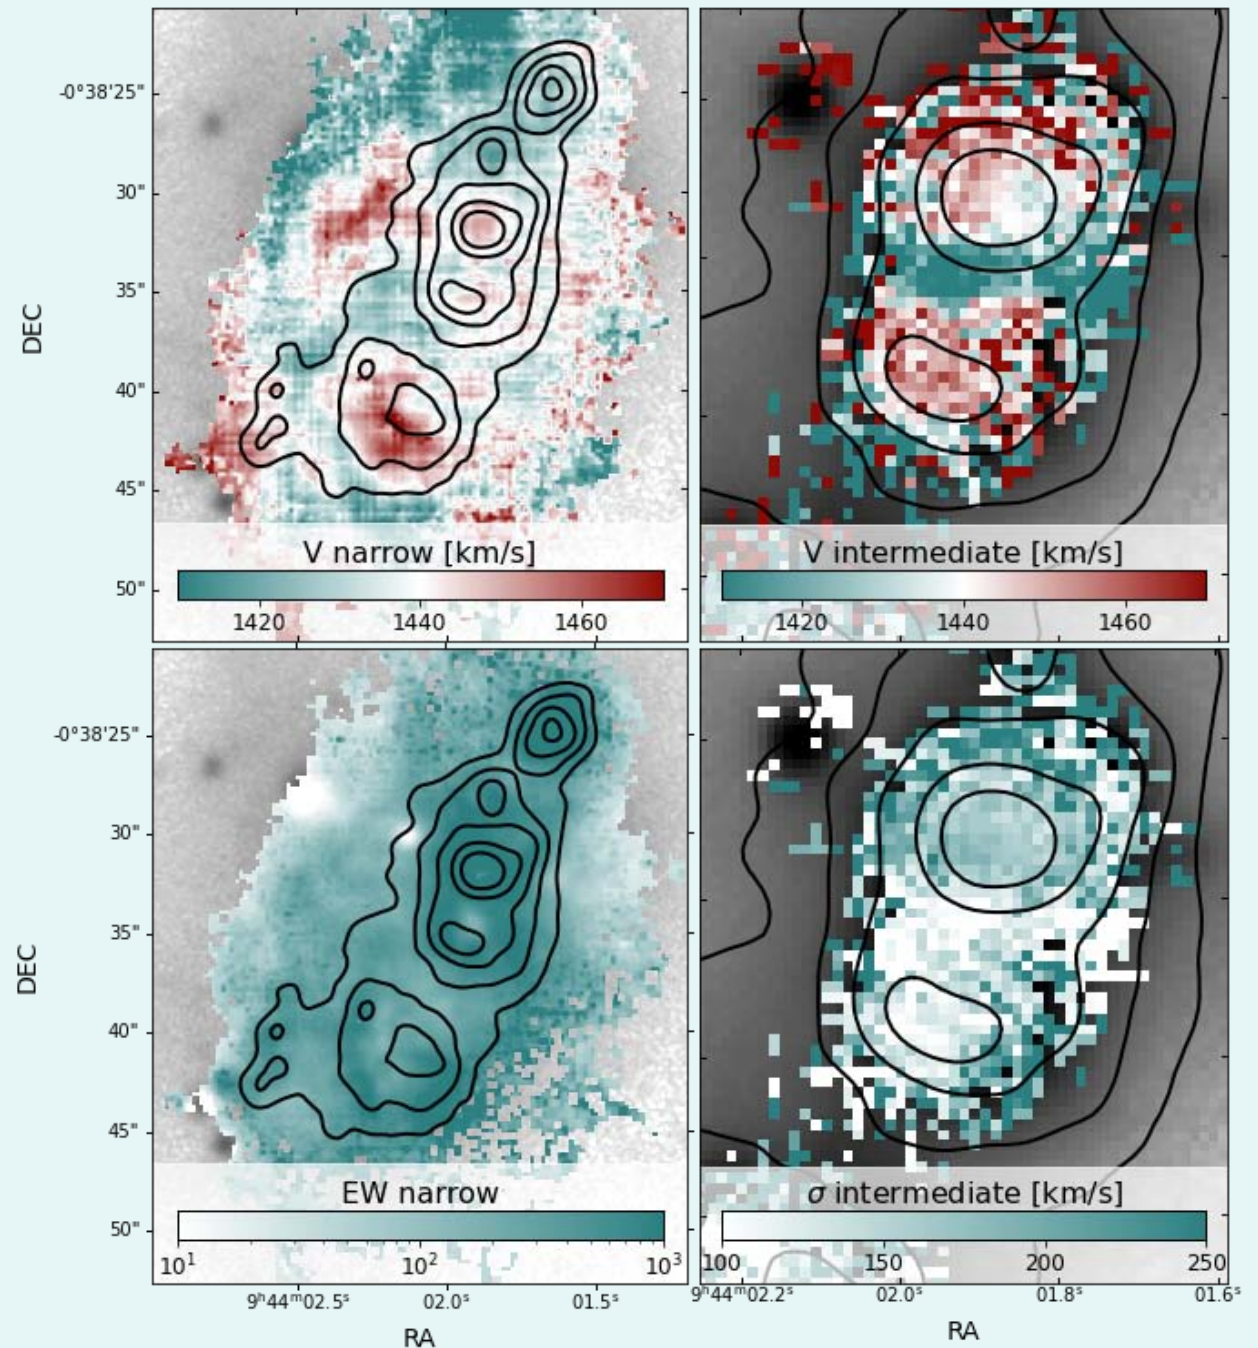 -0°38'25"
30"
35"
40"
45"
50"
DEC
V narrow [km/s]
1420 1440 1460
V intermediate [km/s]
1420 1440 1460
-0°38'25"
30"
35"
40"
45"
50"
DEC
EW narrow
10¹ 10² 10³
σ intermediate [km/s]
100 150 200 250
9ʰ44ᵐ02.5ˢ 02.0ˢ 01.5ˢ
RA
9ʰ44ᵐ02.2ˢ 02.0ˢ 01.8ˢ 01.6ˢ
RA